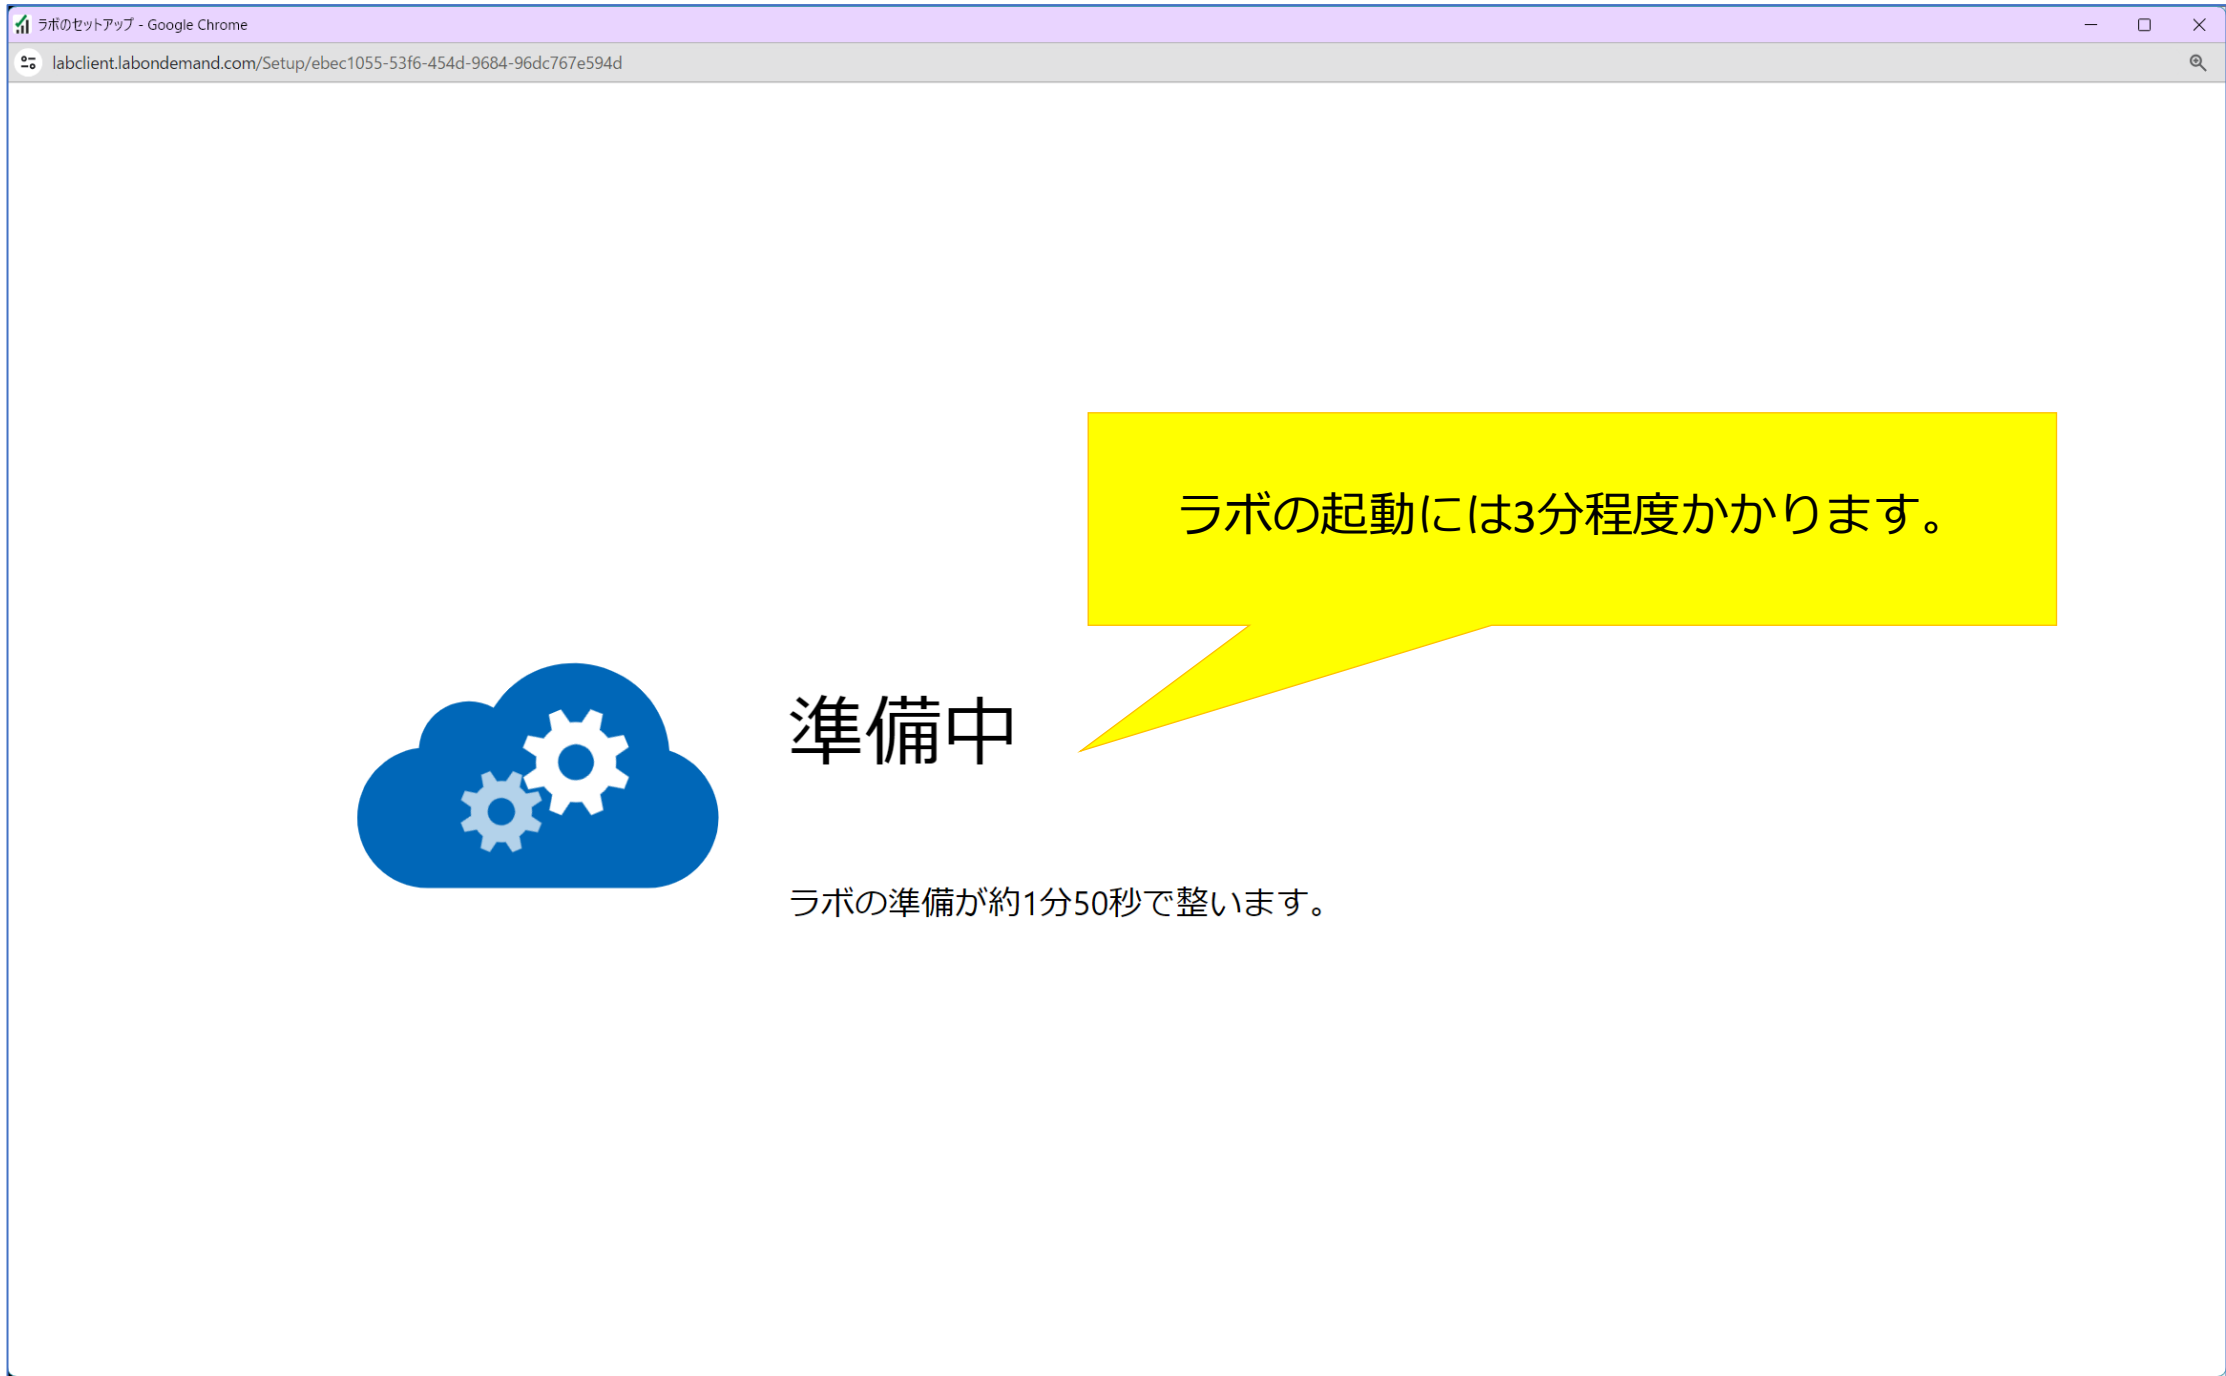 ラボのセットアップ - Google Chrome
labclient.labondemand.com/Setup/ebec1055-53f6-454d-9684-96dc767e594d
ラボの起動には3分程度かかります。
準備中
ラボの準備が約1分50秒で整います。